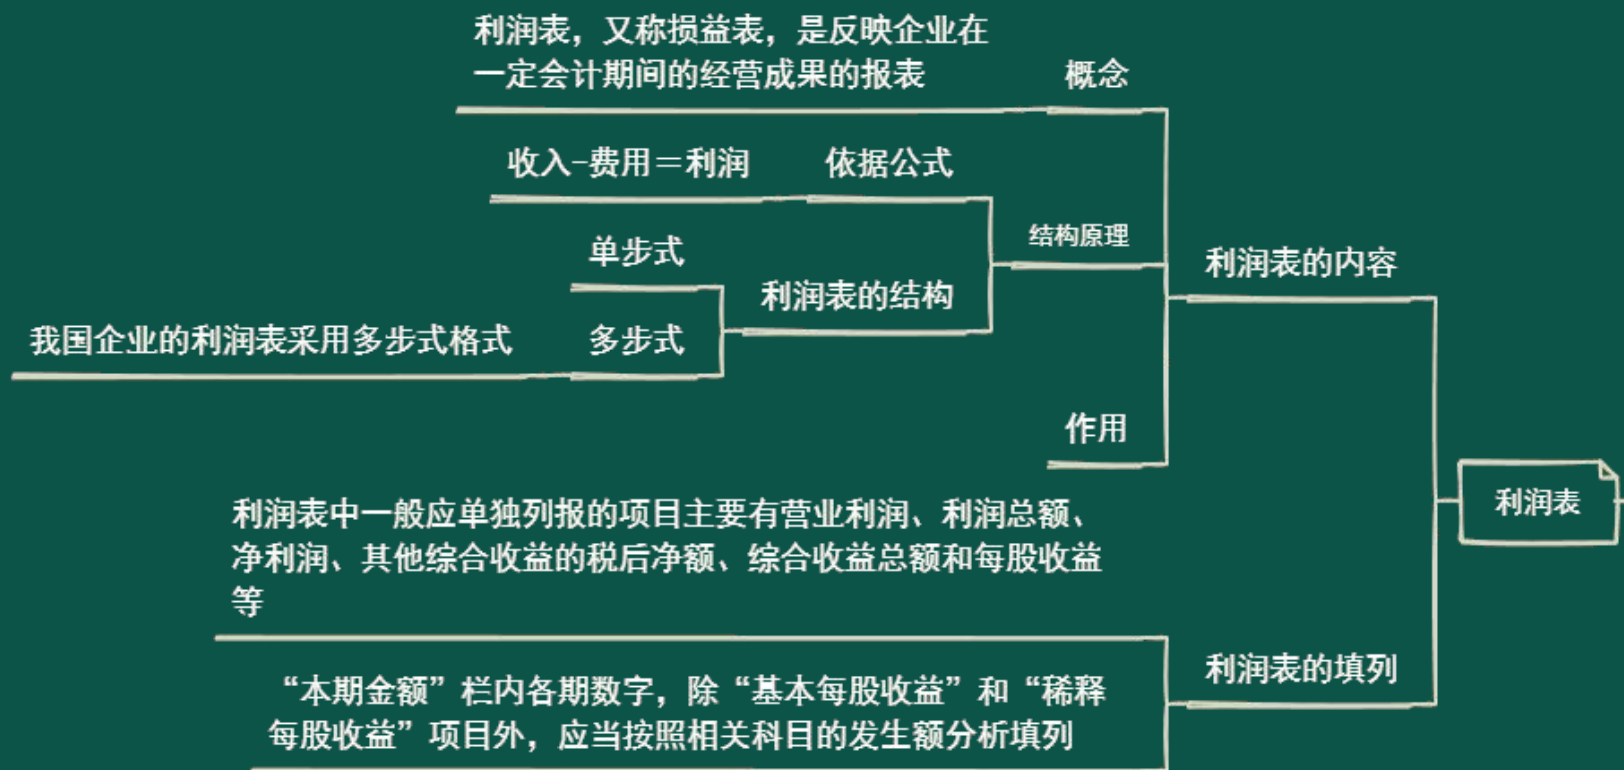 利润表，又称损益表，是反映企业在
一定会计期间的经营成果的报表
概念
收入-费用＝利润
依据公式
单步式
结构原理
利润表的内容
利润表的结构
我国企业的利润表采用多步式格式
多步式
作用
利润表
利润表中一般应单独列报的项目主要有营业利润、利润总额、
净利润、其他综合收益的税后净额、综合收益总额和每股收益
等
利润表的填列
“本期金额”栏内各期数字，除“基本每股收益”和“稀释
每股收益”项目外，应当按照相关科目的发生额分析填列